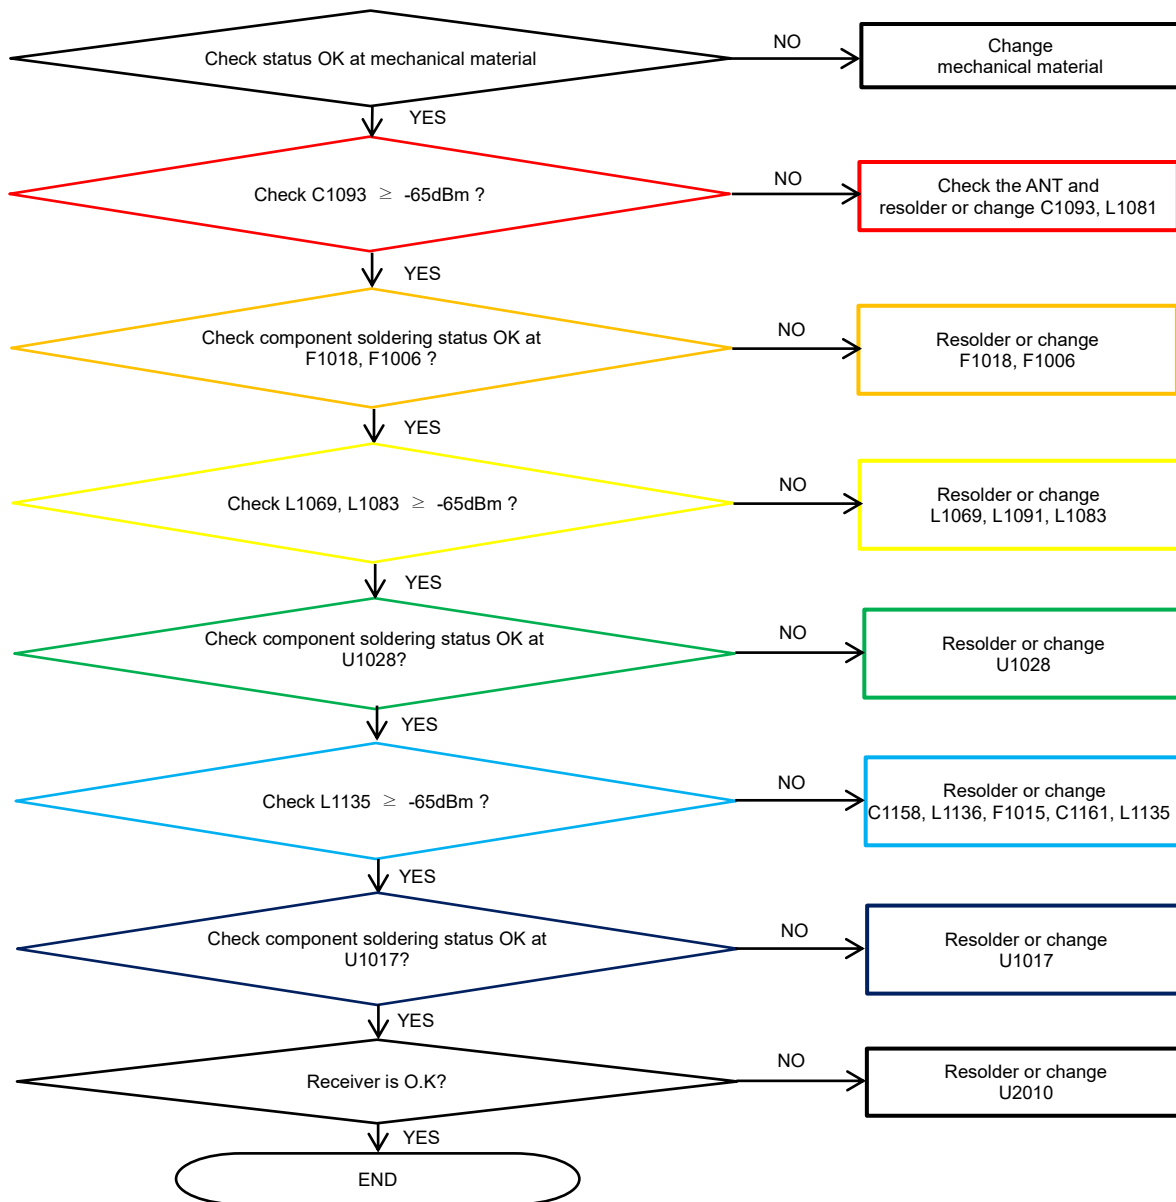 Check status OK at mechanical material
NO
Change
mechanical material
YES
Check C1093 ≥ -65dBm ?
NO
Check the ANT and
resolder or change C1093, L1081
YES
Check component soldering status OK at
F1018, F1006 ?
NO
Resolder or change
F1018, F1006
YES
Check L1069, L1083 ≥ -65dBm ?
NO
Resolder or change
L1069, L1091, L1083
YES
Check component soldering status OK at
U1028?
NO
Resolder or change
U1028
YES
Check L1135 ≥ -65dBm ?
NO
Resolder or change
C1158, L1136, F1015, C1161, L1135
YES
Check component soldering status OK at
U1017?
NO
Resolder or change
U1017
YES
Receiver is O.K?
NO
Resolder or change
U2010
YES
END